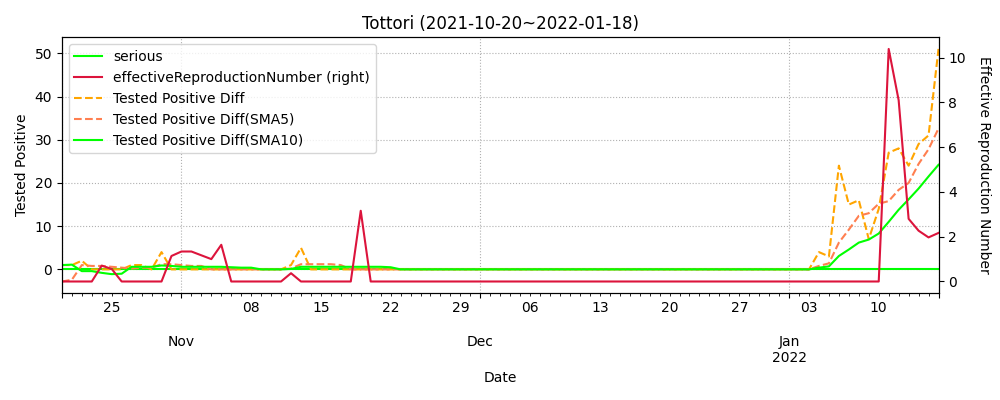 Tottori (2021-10-20~2022-01-18)
serious
effectiveReproductionNumber (right)
Tested Positive Diff
Tested Positive Diff(SMA5)
Tested Positive Diff(SMA10)
Tested Positive
50
40
30
20
10
0
10
8
6
4
2
0
Effective Reproduction Number
25 08 15 22 29 06 13 20 27 03 10
Nov Dec Jan
2022
Date